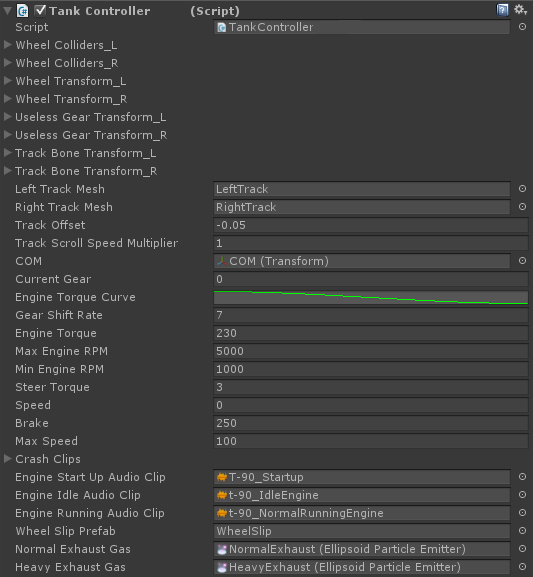 Tank Controller (Script)
Script TankController
Wheel Colliders_L
Wheel Colliders_R
Wheel Transform_L
Wheel Transform_R
Useless Gear Transform_L
Useless Gear Transform_R
Track Bone Transform_L
Track Bone Transform_R
Left Track Mesh LeftTrack
Right Track Mesh RightTrack
Track Offset -0.05
Track Scroll Speed Multiplier 1
COM COM (Transform)
Current Gear 0
Engine Torque Curve
Gear Shift Rate 7
Engine Torque 230
Max Engine RPM 5000
Min Engine RPM 1000
Steer Torque 3
Speed 0
Brake 250
Max Speed 100
Crash Clips
Engine Start Up Audio Clip T-90_Startup
Engine Idle Audio Clip t-90_IdleEngine
Engine Running Audio Clip t-90_NormalRunningEngine
Wheel Slip Prefab WheelSlip
Normal Exhaust Gas NormalExhaust (Ellipsoid Particle Emitter)
Heavy Exhaust Gas HeavyExhaust (Ellipsoid Particle Emitter)